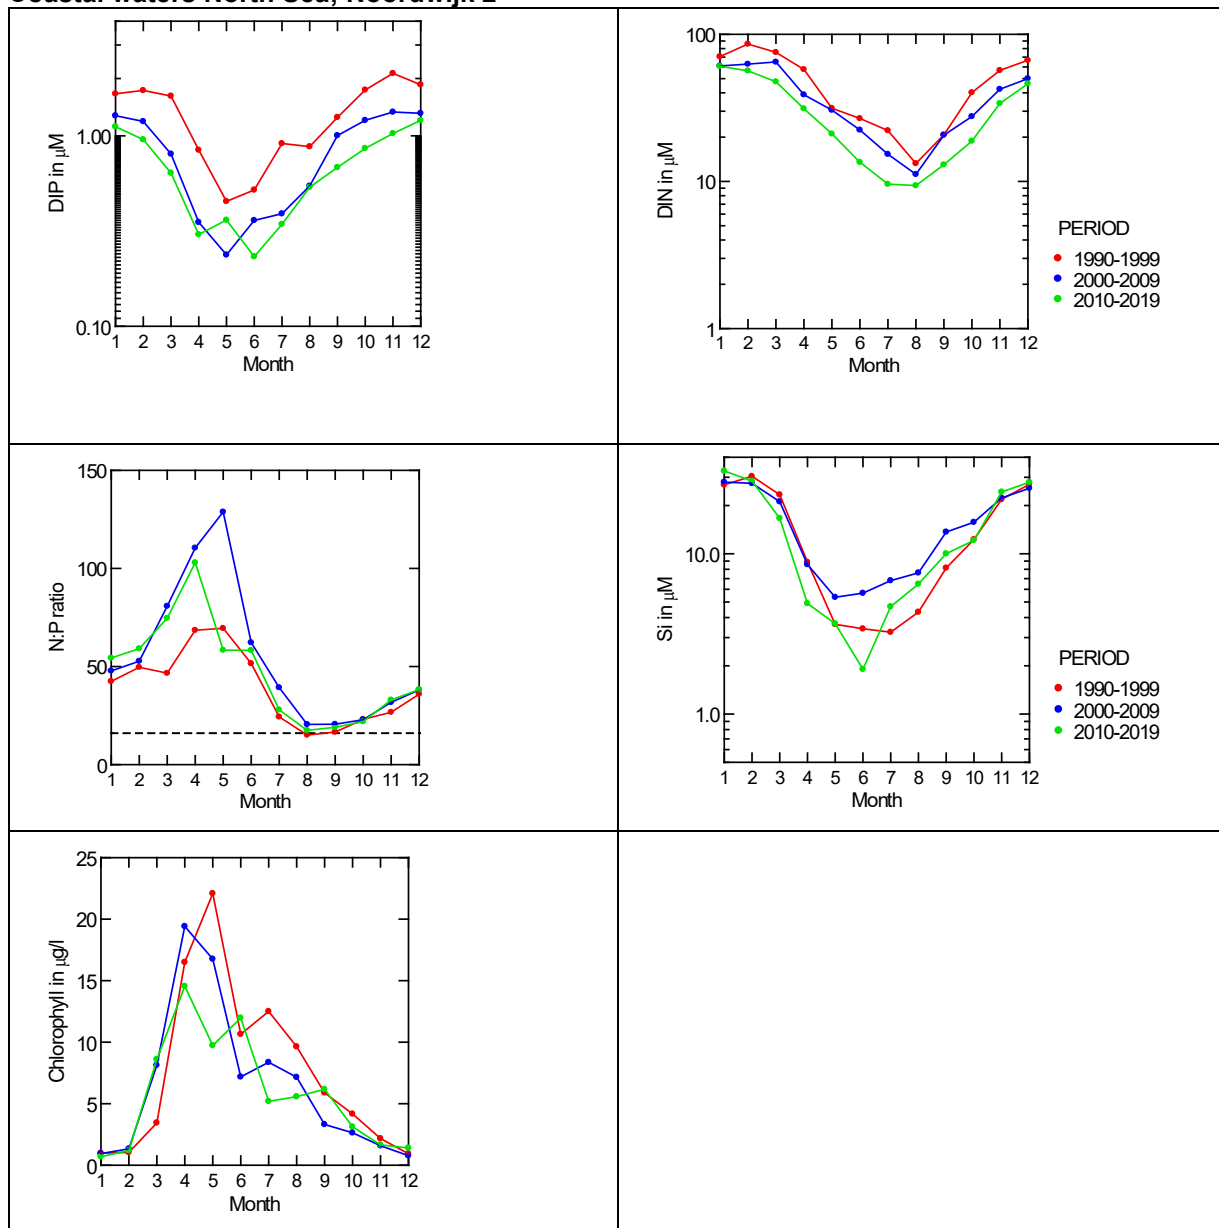 Coastal waters North Sea, Noordwijk 2
DIP in μM
1.00
0.10
1 2 3 4 5 6 7 8 9 10 11 12
Month
DIN in μM
100
10
1
1 2 3 4 5 6 7 8 9 10 11 12
Month
PERIOD
1990-1999
2000-2009
2010-2019
N:P ratio
150
100
50
0
1 2 3 4 5 6 7 8 9 10 11 12
Month
Si in μM
10.0
1.0
1 2 3 4 5 6 7 8 9 10 11 12
Month
PERIOD
1990-1999
2000-2009
2010-2019
Chlorophyll in μg/l
25
20
15
10
5
0
1 2 3 4 5 6 7 8 9 10 11 12
Month